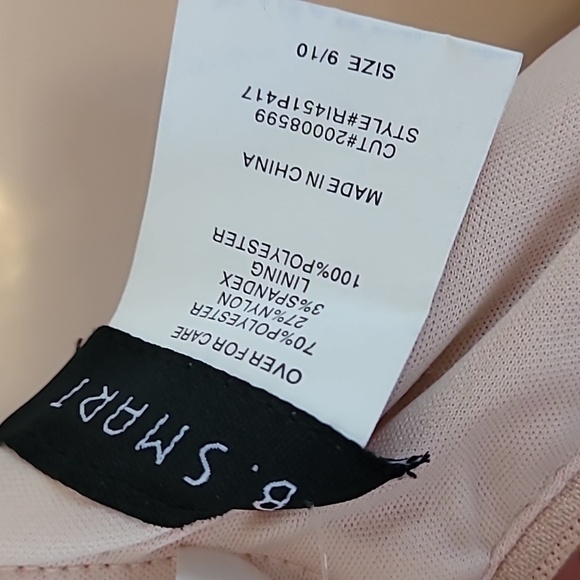 B. SMART
OVER FOR CARE
70%POLYESTER
27%NYLON
3%SPANDEX
LINING
100%POLYESTER
MADE IN CHINA
CUT#20008599
STYLE#RI451P417
SIZE 9/10